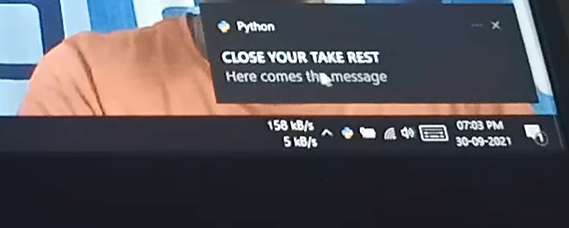 Python
CLOSE YOUR TAKE REST
Here comes the message
158 kB/s
5 kB/s
07:03 PM
30-09-2021
1